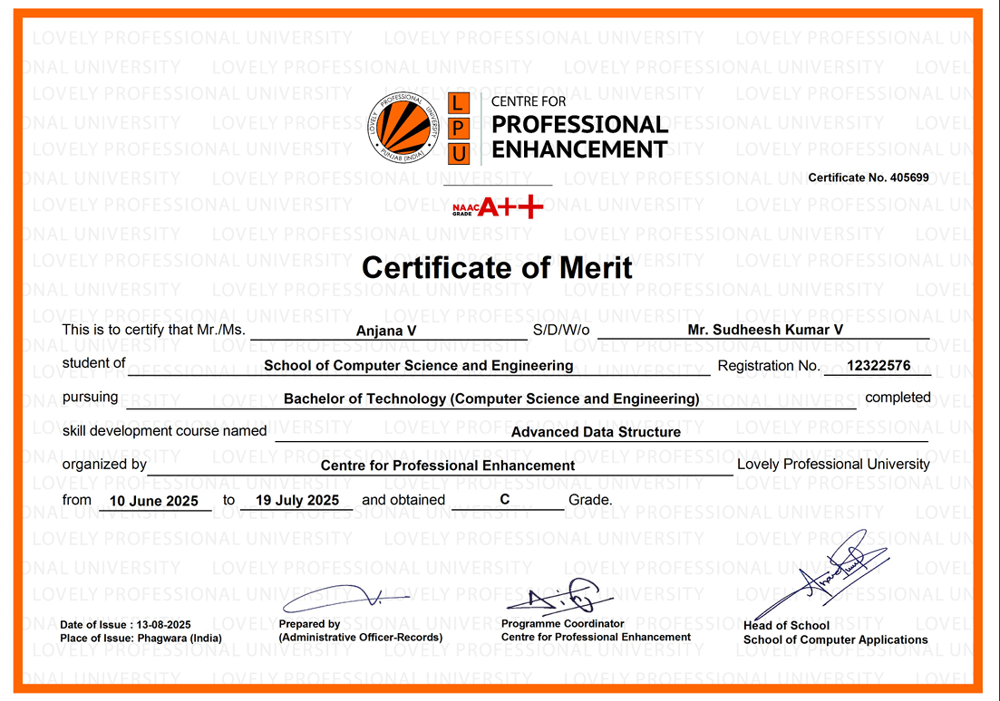 LOVELY PROFESSIONAL UNIVERSITY
PUNJAB (INDIA)
L
P
U
CENTRE FOR
PROFESSIONAL
ENHANCEMENT
Certificate No. 405699
NAAC
GRADE
A++
Certificate of Merit
This is to certify that Mr./Ms. Anjana V S/D/W/o Mr. Sudheesh Kumar V
student of School of Computer Science and Engineering Registration No. 12322576
pursuing Bachelor of Technology (Computer Science and Engineering) completed
skill development course named Advanced Data Structure
organized by Centre for Professional Enhancement Lovely Professional University
from 10 June 2025 to 19 July 2025 and obtained C Grade.
Date of Issue : 13-08-2025
Place of Issue: Phagwara (India)
Prepared by
(Administrative Officer-Records)
Programme Coordinator
Centre for Professional Enhancement
Head of School
School of Computer Applications